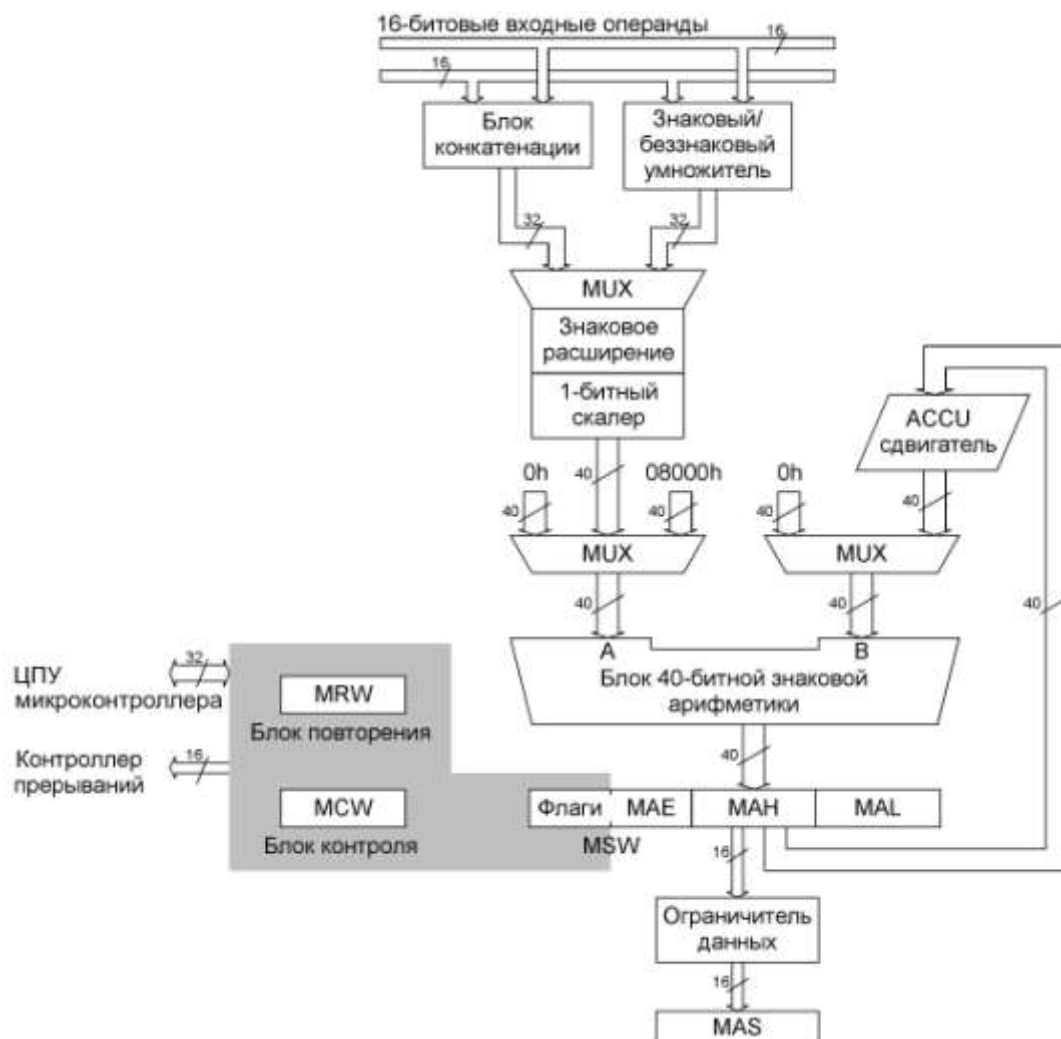 16-битовые входные операнды
16
16
Блок
конкатенации
Знаковый/
беззнаковый
умножитель
32
32
MUX
Знаковое
расширение
1-битный
скалер
ACCU
сдвигатель
0h
40
08000h
0h
40
40
40
40
MUX
MUX
40
40
40
A
B
Блок 40-битной знаковой
арифметики
ЦПУ
микроконтроллера
32
MRW
Блок повторения
Контроллер
прерываний
16
40
MCW
Блок контроля
Флаги
MAE
MAH
MAL
MSW
16
Ограничитель
данных
16
MAS